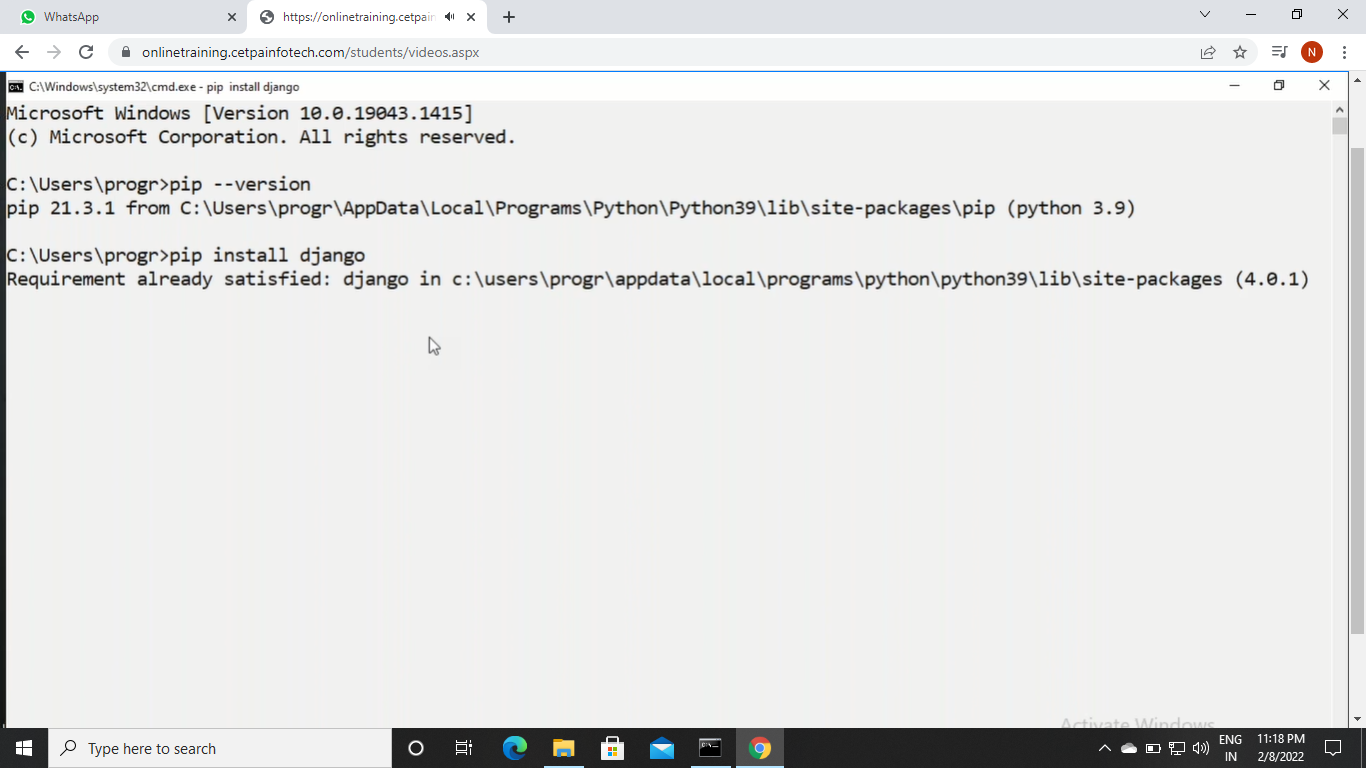 WhatsApp
https://onlinetraining.cetpain
onlinetraining.cetpainfotech.com/students/videos.aspx
N
C:\Windows\system32\cmd.exe - pip install django
Microsoft Windows [Version 10.0.19043.1415]
(c) Microsoft Corporation. All rights reserved.
C:\Users\progr>pip --version
pip 21.3.1 from C:\Users\progr\AppData\Local\Programs\Python\Python39\lib\site-packages\pip (python 3.9)
C:\Users\progr>pip install django
Requirement already satisfied: django in c:\users\progr\appdata\local\programs\python\python39\lib\site-packages (4.0.1)
Activate Windows
Type here to search
ENG
IN
11:18 PM
2/8/2022